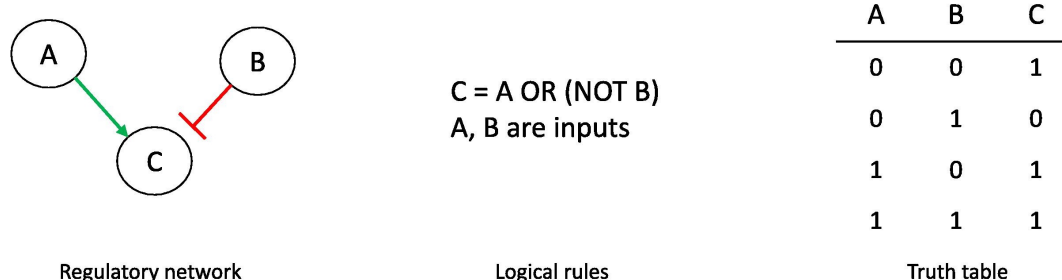 A
B
C
C = A OR (NOT B)
A, B are inputs
A B C
0 0 1
0 1 0
1 0 1
1 1 1
Regulatory network
Logical rules
Truth table